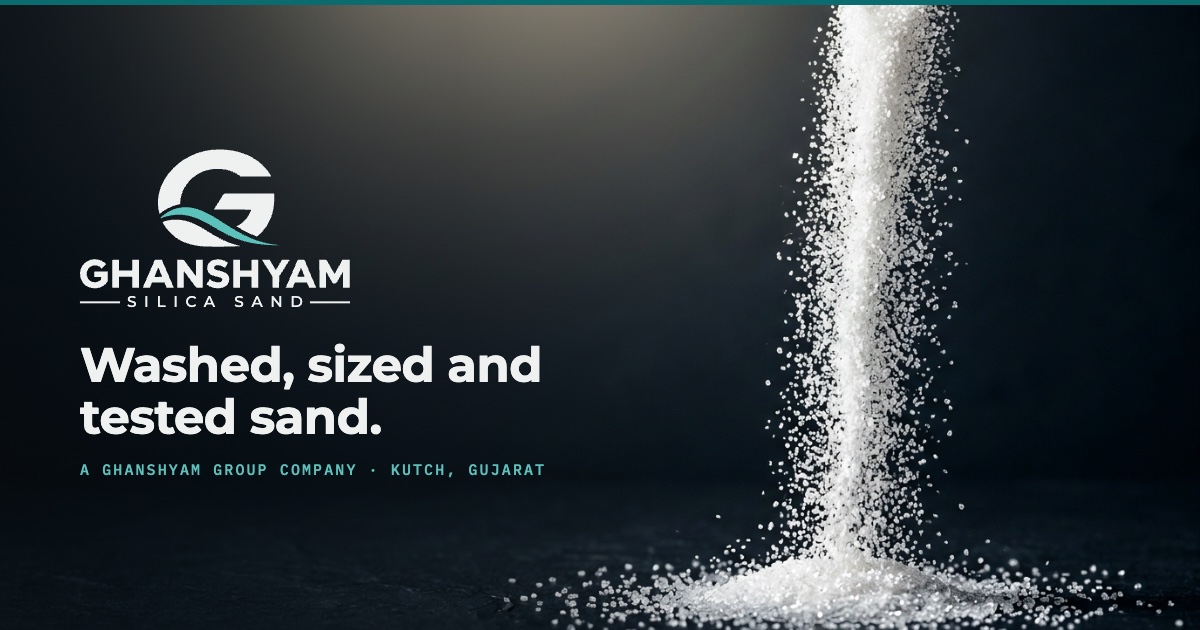 GHANSHYAM
SILICA SAND
Washed, sized and
tested sand.
A GHANSHYAM GROUP COMPANY · KUTCH, GUJARAT